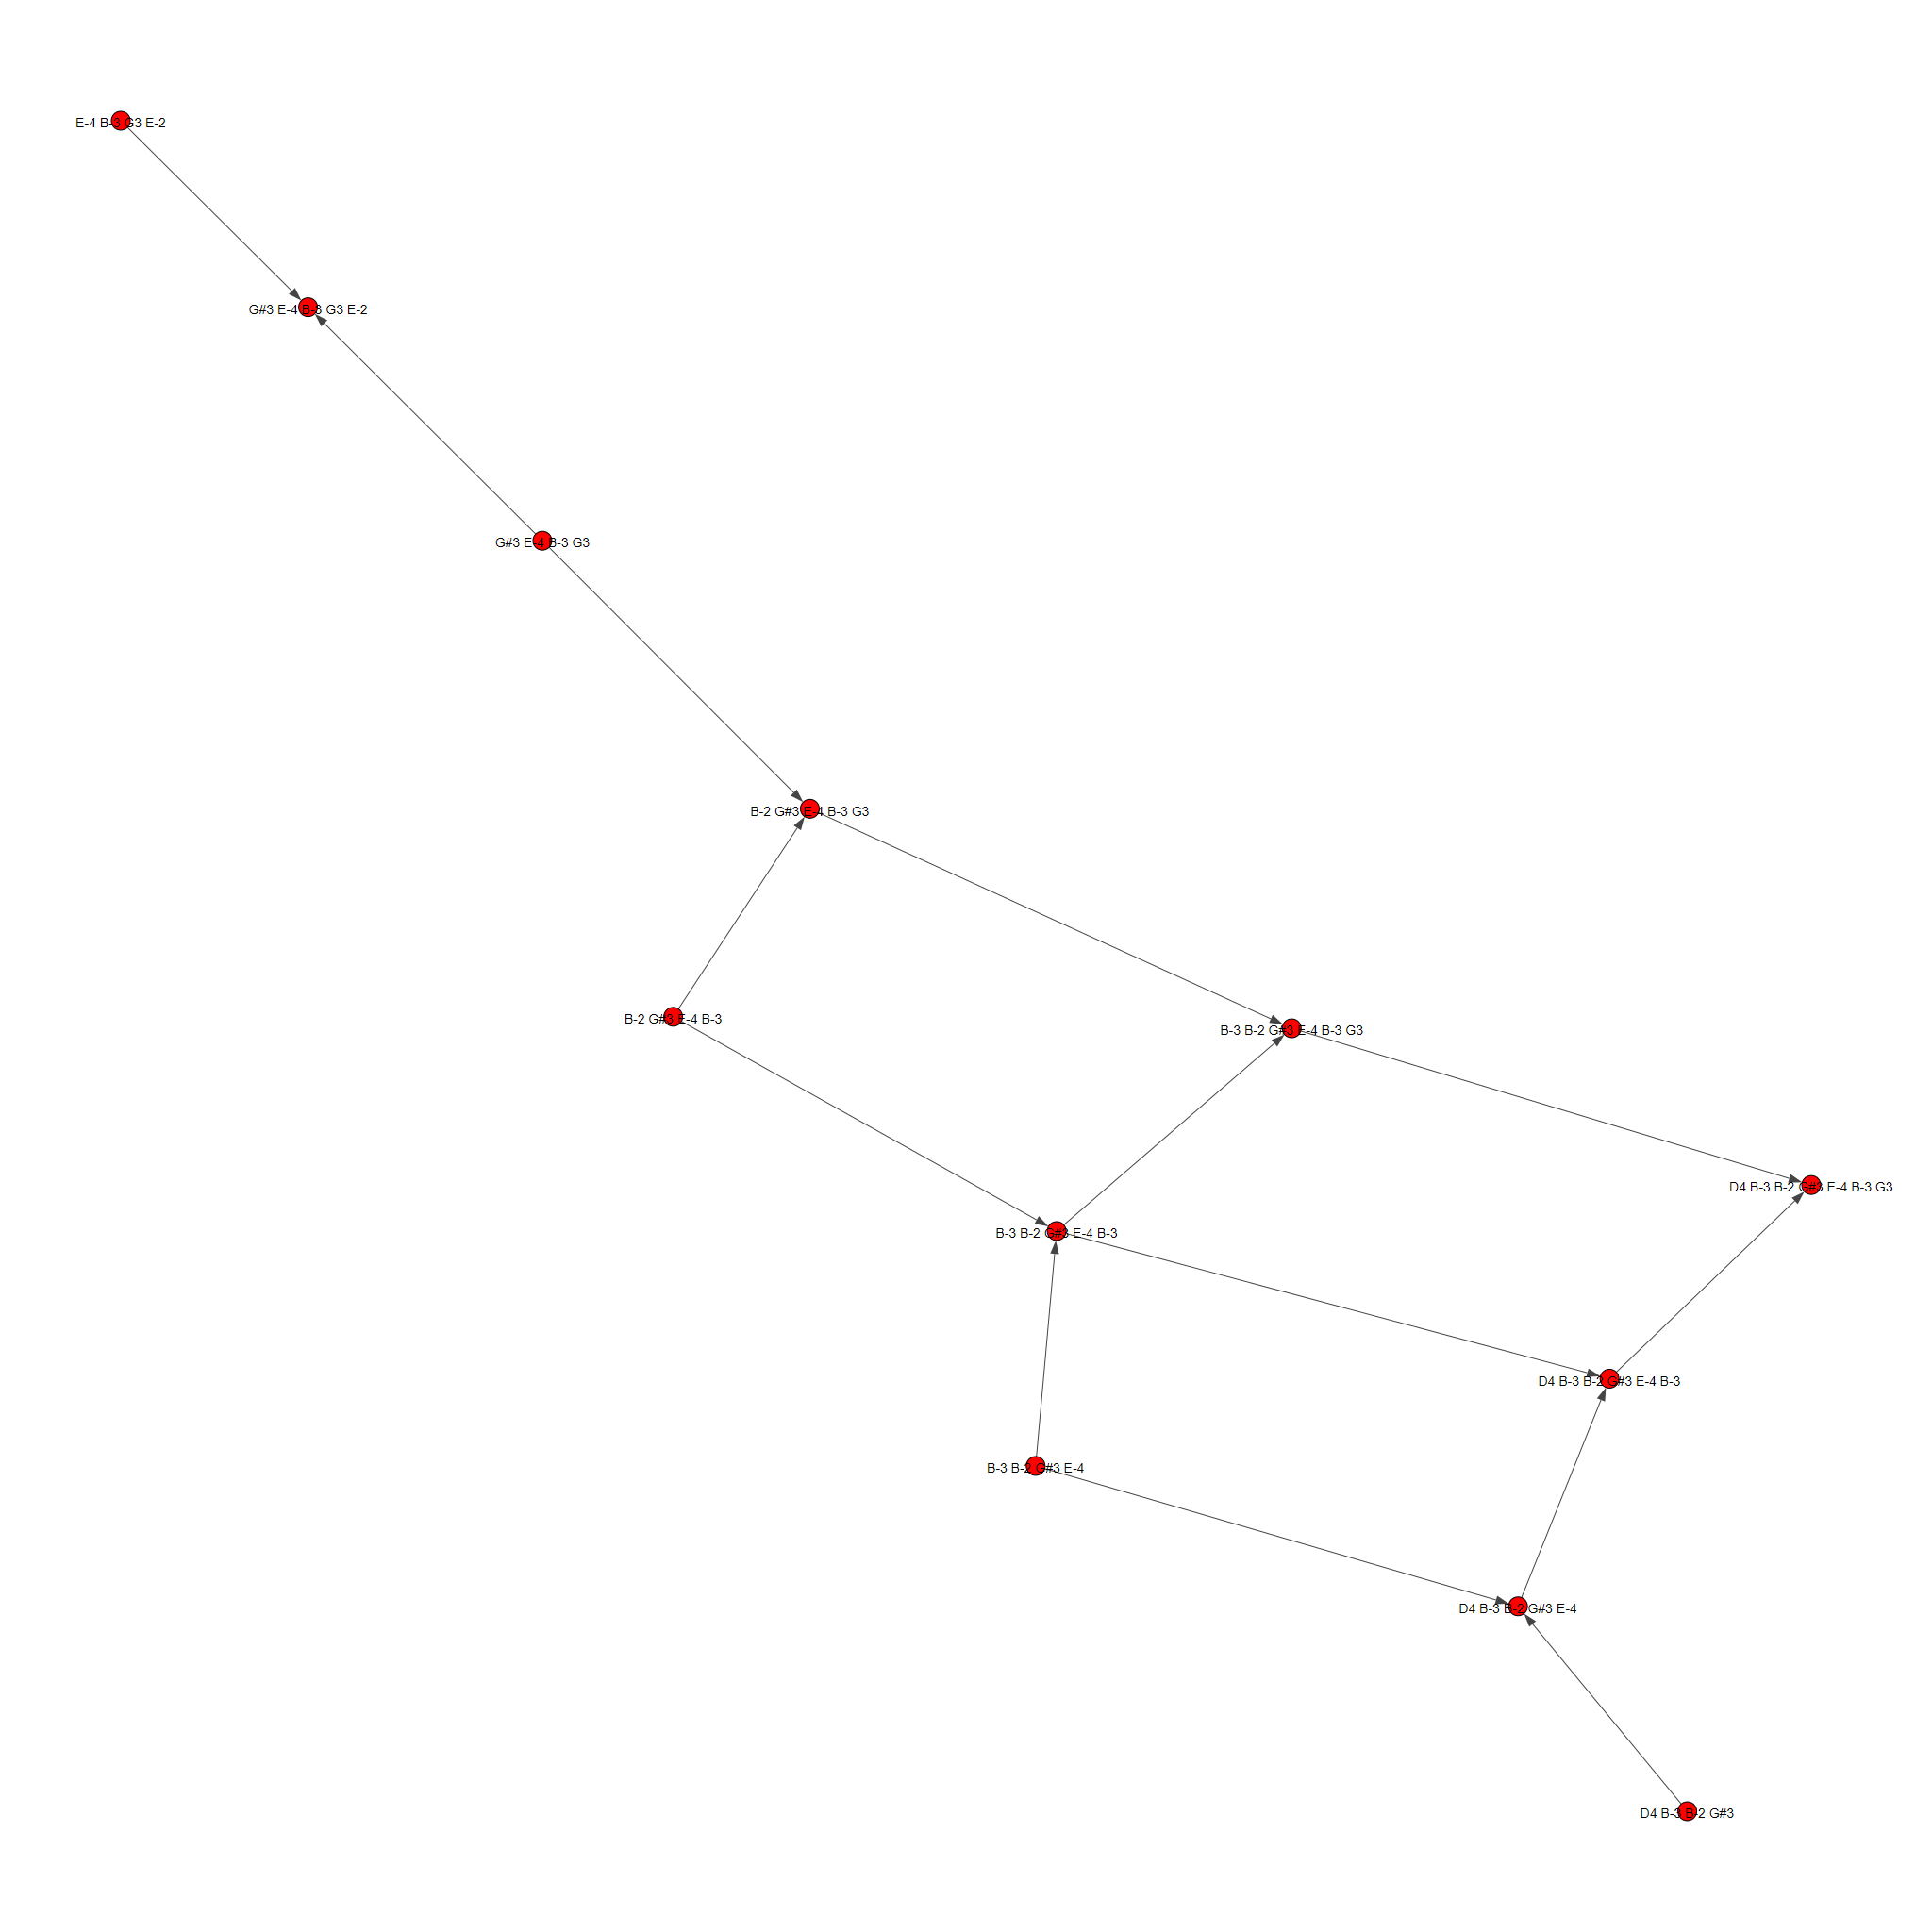 E-4 B-3 G3 E-2
G#3 E-4 B-3 G3 E-2
G#3 E-4 B-3 G3
B-2 G#3 E-4 B-3 G3
B-2 G#3 E-4 B-3
B-3 B-2 G#3 E-4 B-3 G3
D4 B-3 B-2 G#3 E-4 B-3 G3
B-3 B-2 G#3 E-4 B-3
D4 B-3 B-2 G#3 E-4 B-3
B-3 B-2 G#3 E-4
D4 B-3 B-2 G#3 E-4
D4 B-3 B-2 G#3